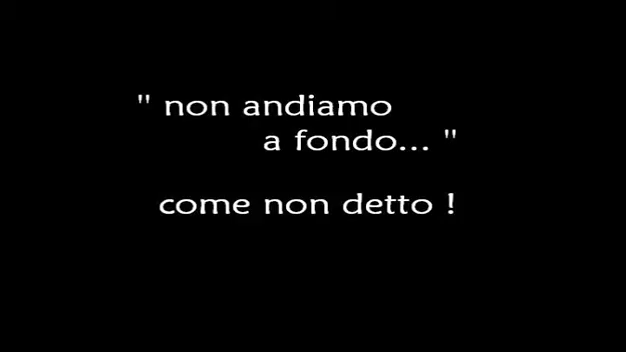 " non andiamo
a fondo... "
come non detto !